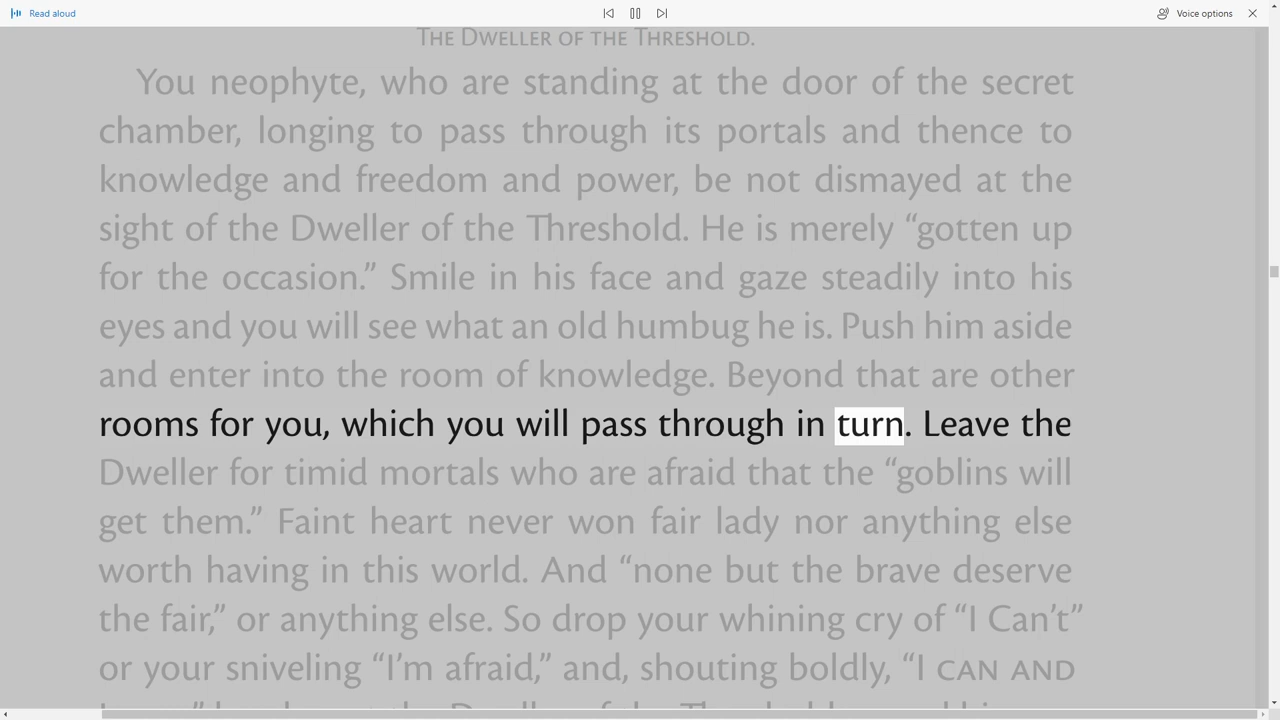 Read aloud
Voice options
THE DWELLER OF THE THRESHOLD.
You neophyte, who are standing at the door of the secret
chamber, longing to pass through its portals and thence to
knowledge and freedom and power, be not dismayed at the
sight of the Dweller of the Threshold. He is merely “gotten up
for the occasion.” Smile in his face and gaze steadily into his
eyes and you will see what an old humbug he is. Push him aside
and enter into the room of knowledge. Beyond that are other
rooms for you, which you will pass through in turn. Leave the
Dweller for timid mortals who are afraid that the “goblins will
get them.” Faint heart never won fair lady nor anything else
worth having in this world. And “none but the brave deserve
the fair,” or anything else. So drop your whining cry of “I Can’t”
or your sniveling “I’m afraid,” and, shouting boldly, “I CAN AND